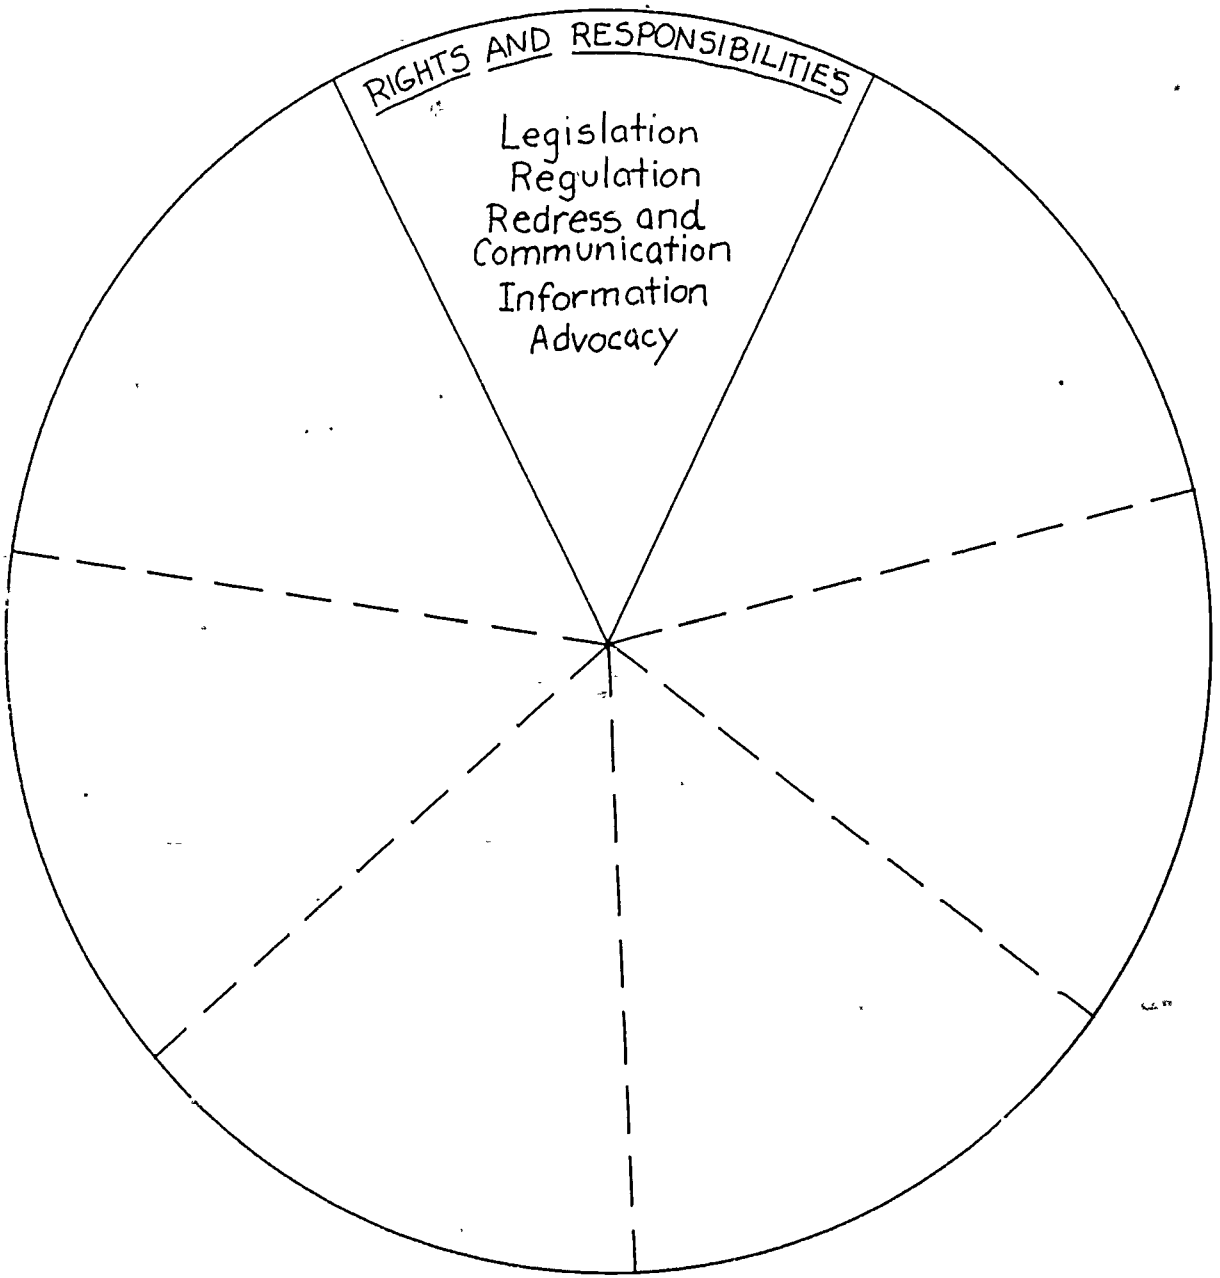 RIGHTS AND RESPONSIBILITIES
Legislation
Regulation
Redress and
Communication
Information
Advocacy